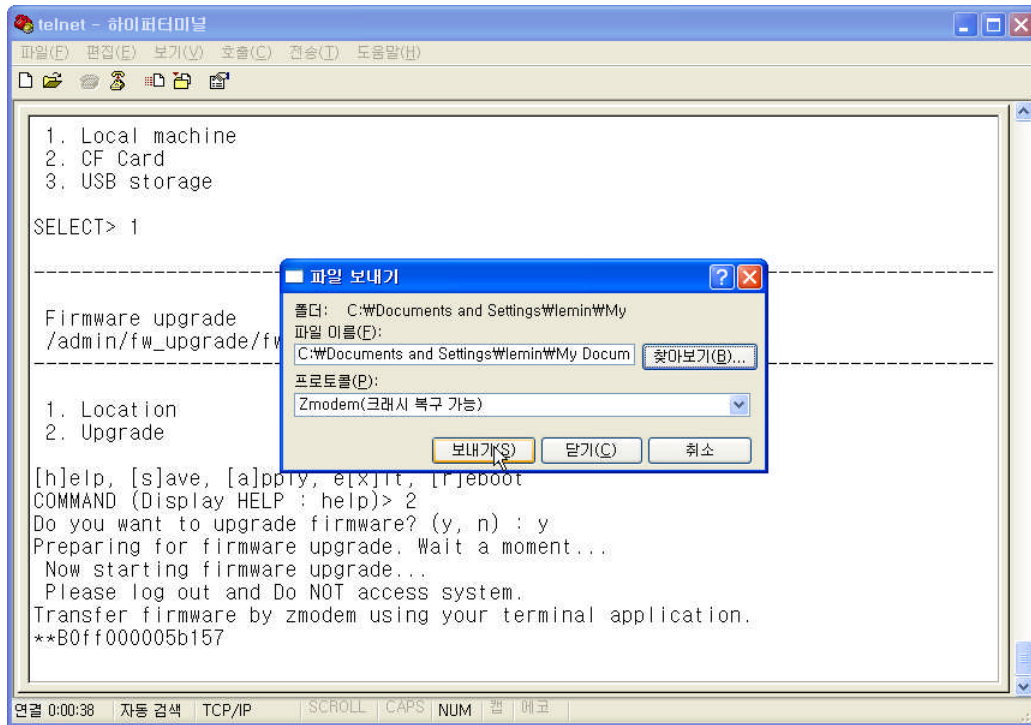 telnet - 하이퍼터미널
파일(F) 편집(E) 보기(V) 호출(C) 전송(T) 도움말(H)
1. Local machine
2. CF Card
3. USB storage
SELECT> 1
파일 보내기
폴더: C:₩Documents and Settings₩lemin₩My
파일 이름(F):
C:₩Documents and Settings₩lemin₩My Docum 찾아보기(B)...
프로토콜(P):
Zmodem(크래시 복구 가능)
보내기(S) 닫기(C) 취소
Firmware upgrade
/admin/fw_upgrade/fw
1. Location
2. Upgrade
[h]elp, [s]ave, [a]pply, e[x]it, [r]eboot
COMMAND (Display HELP : help)> 2
Do you want to upgrade firmware? (y, n) : y
Preparing for firmware upgrade. Wait a moment...
Now starting firmware upgrade...
Please log out and Do NOT access system.
Transfer firmware by zmodem using your terminal application.
**B0ff000005b157
연결 0:00:38 자동 검색 TCP/IP SCROLL CAPS NUM 캡 에코